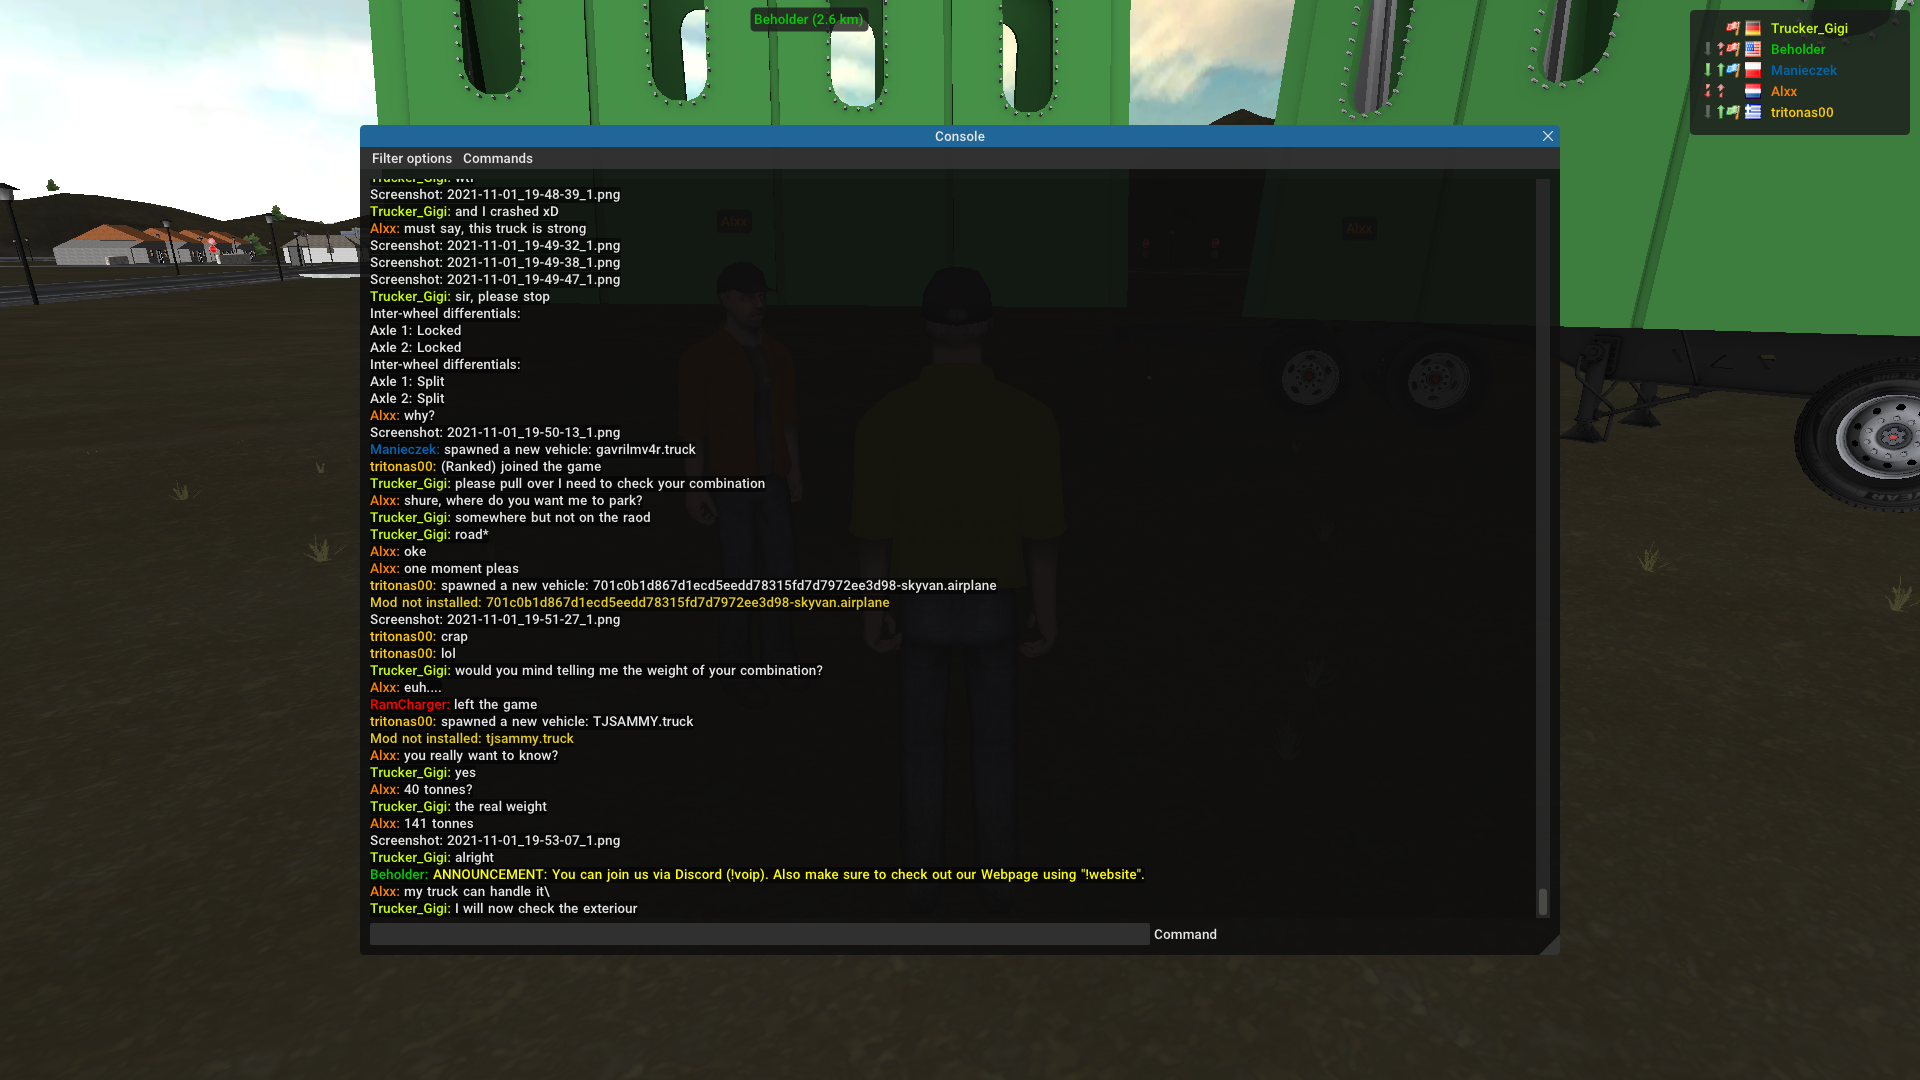 Beholder (2.6 km)
Trucker_Gigi
Beholder
Manieczek
Alxx
tritonas00
Console
Filter options Commands
Trucker_Gigi: wtf
Screenshot: 2021-11-01_19-48-39_1.png
Trucker_Gigi: and I crashed xD
Alxx: must say, this truck is strong
Screenshot: 2021-11-01_19-49-32_1.png
Screenshot: 2021-11-01_19-49-38_1.png
Screenshot: 2021-11-01_19-49-47_1.png
Trucker_Gigi: sir, please stop
Inter-wheel differentials:
Axle 1: Locked
Axle 2: Locked
Inter-wheel differentials:
Axle 1: Split
Axle 2: Split
Alxx: why?
Screenshot: 2021-11-01_19-50-13_1.png
Manieczek: spawned a new vehicle: gavrilmv4r.truck
tritonas00: (Ranked) joined the game
Trucker_Gigi: please pull over I need to check your combination
Alxx: shure, where do you want me to park?
Trucker_Gigi: somewhere but not on the raod
Trucker_Gigi: road*
Alxx: oke
Alxx: one moment pleas
tritonas00: spawned a new vehicle: 701c0b1d867d1ecd5eedd78315fd7d7972ee3d98-skyvan.airplane
Mod not installed: 701c0b1d867d1ecd5eedd78315fd7d7972ee3d98-skyvan.airplane
Screenshot: 2021-11-01_19-51-27_1.png
tritonas00: crap
tritonas00: lol
Trucker_Gigi: would you mind telling me the weight of your combination?
Alxx: euh....
RamCharger: left the game
tritonas00: spawned a new vehicle: TJSAMMY.truck
Mod not installed: tjsammy.truck
Alxx: you really want to know?
Trucker_Gigi: yes
Alxx: 40 tonnes?
Trucker_Gigi: the real weight
Alxx: 141 tonnes
Screenshot: 2021-11-01_19-53-07_1.png
Trucker_Gigi: alright
Beholder: ANNOUNCEMENT: You can join us via Discord (!voip). Also make sure to check out our Webpage using "!website".
Alxx: my truck can handle it\
Trucker_Gigi: I will now check the exteriour
Command
Alxx
Alxx